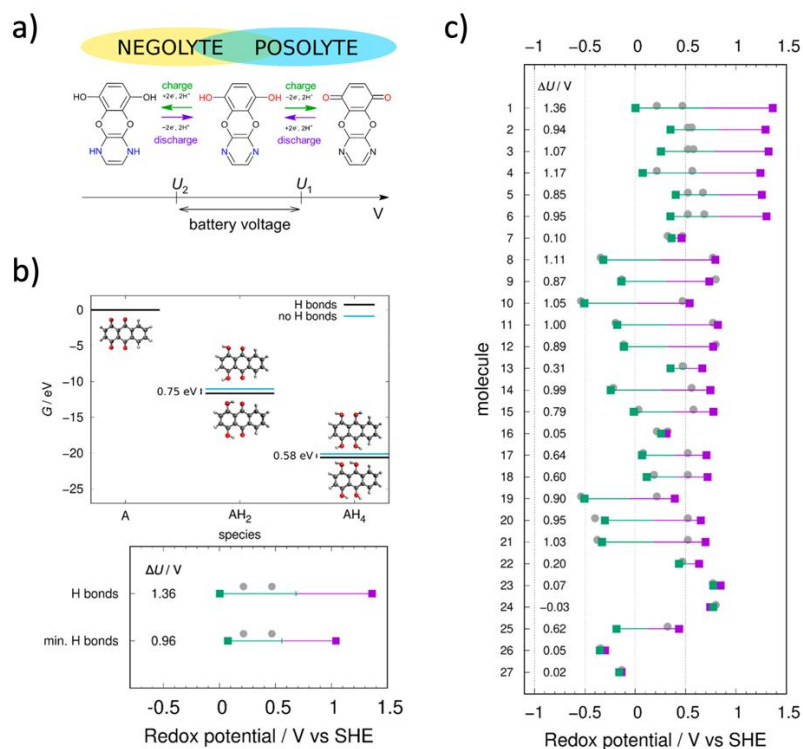 a)
NEGOLYTE POSOLYTE
HO OH
O O
HN NH
charge
+2e⁻, 2H⁺
−2e⁻, 2H⁺
discharge
HO OH
O O
N N
charge
−2e⁻, 2H⁺
+2e⁻, 2H⁺
discharge
O O
O O
N N
U₂ U₁
battery voltage V
b)
H bonds
no H bonds
0
−5
−10
−15
−20
−25
G / eV
0.75 eV
0.58 eV
A AH₂ AH₄
species
ΔU / V
H bonds 1.36
min. H bonds 0.96
−1 −0.5 0 0.5 1 1.5
Redox potential / V vs SHE
c)
−1 −0.5 0 0.5 1 1.5
ΔU / V
1 1.36
2 0.94
3 1.07
4 1.17
5 0.85
6 0.95
7 0.10
8 1.11
9 0.87
10 1.05
11 1.00
12 0.89
13 0.31
14 0.99
15 0.79
16 0.05
17 0.64
18 0.60
19 0.90
20 0.95
21 1.03
22 0.20
23 0.07
24 −0.03
25 0.62
26 0.05
27 0.02
molecule
−1 −0.5 0 0.5 1 1.5
Redox potential / V vs SHE